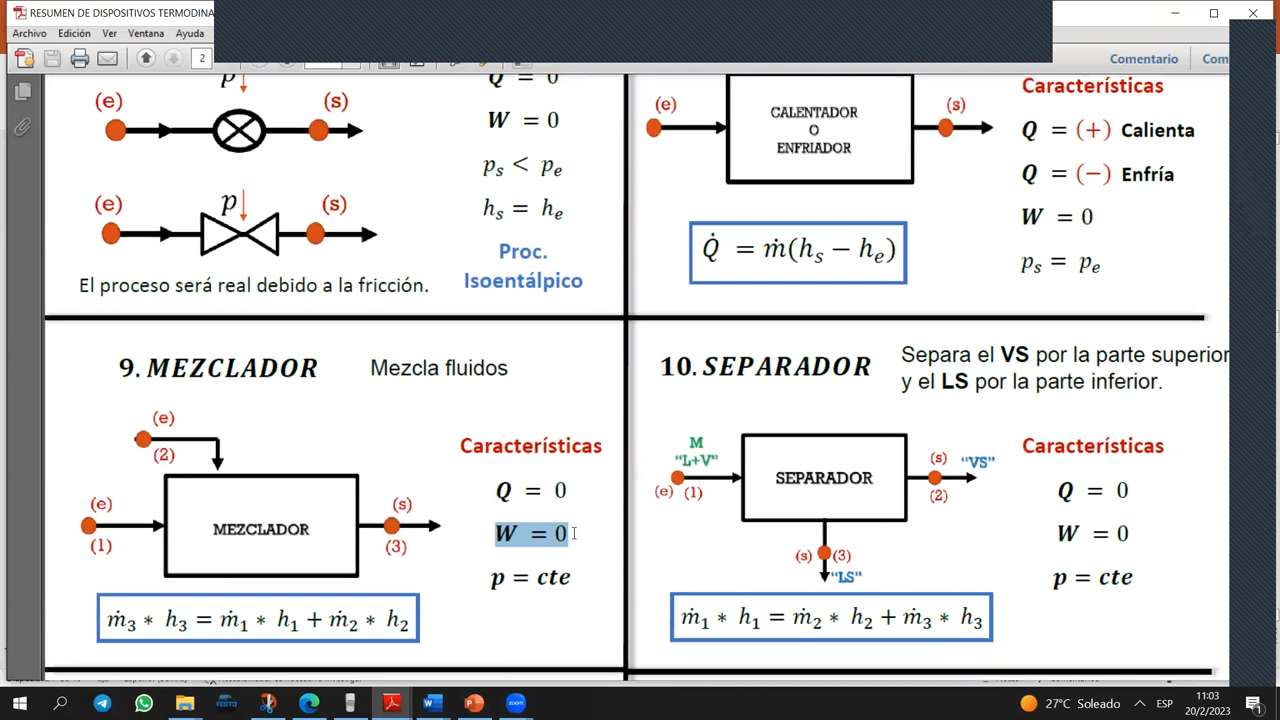 RESUMEN DE DISPOSITIVOS TERMODINA
Archivo Edición Ver Ventana Ayuda
2
Comentario
Com
p
(e)
(s)
Q = 0
W = 0
p_s < p_e
h_s = h_e
Proc.
Isoentálpico
(e)
p
(s)
El proceso será real debido a la fricción.
(e)
CALENTADOR
O
ENFRIADOR
(s)
Características
Q = (+) Calienta
Q = (−) Enfría
W = 0
p_s = p_e
Q̇ = ṁ(h_s − h_e)
9. MEZCLADOR
Mezcla fluidos
(e)
(2)
(e)
(1)
MEZCLADOR
(s)
(3)
Características
Q = 0
W = 0
p = cte
ṁ_3 * h_3 = ṁ_1 * h_1 + ṁ_2 * h_2
10. SEPARADOR
Separa el VS por la parte superior
y el LS por la parte inferior.
M
"L+V"
(e) (1)
SEPARADOR
(s)
"VS"
(2)
(s) (3)
"LS"
Características
Q = 0
W = 0
p = cte
ṁ_1 * h_1 = ṁ_2 * h_2 + ṁ_3 * h_3
FESTO
zoom
27°C Soleado
ESP
11:03
20/2/2023
1